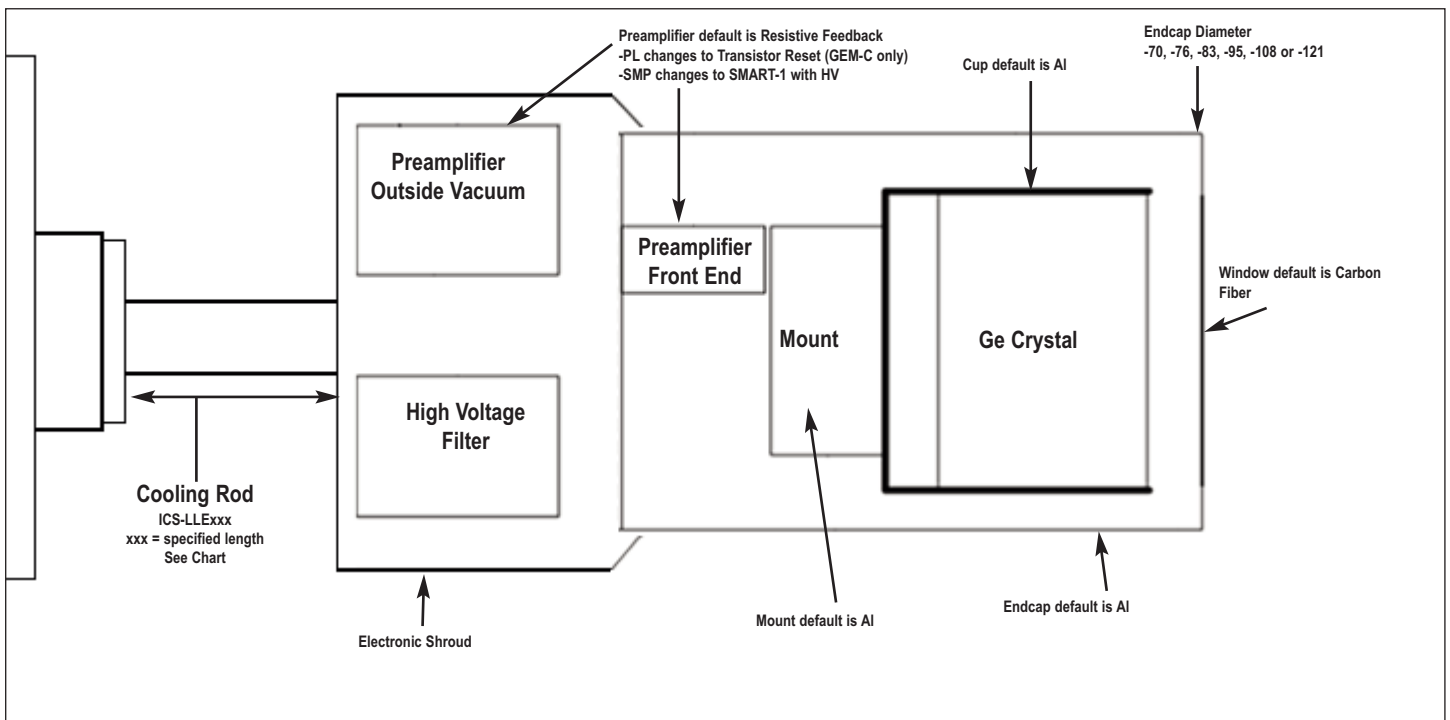 Preamplifier default is Resistive Feedback
-PL changes to Transistor Reset (GEM-C only)
-SMP changes to SMART-1 with HV
Endcap Diameter
-70, -76, -83, -95, -108 or -121
Cup default is Al
Preamplifier
Outside Vacuum
Preamplifier
Front End
Window default is Carbon
Fiber
Mount
Ge Crystal
High Voltage
Filter
Cooling Rod
ICS-LLExxx
xxx = specified length
See Chart
Electronic Shroud
Mount default is Al
Endcap default is Al